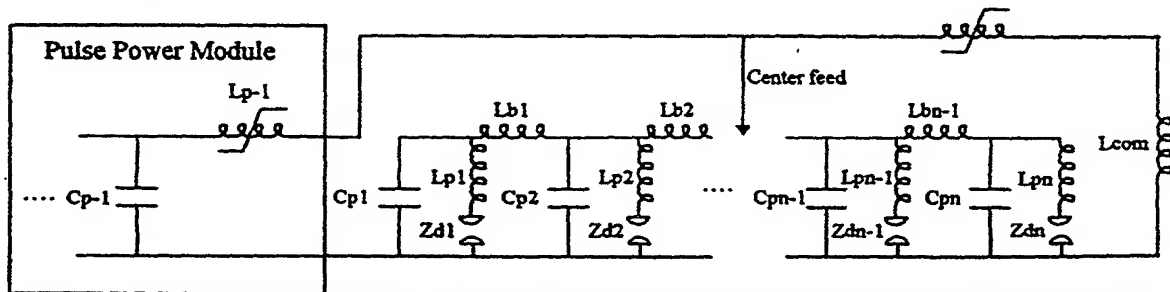 Pulse Power Module
Lp-1
Center feed
Lb1
Lb2
Lbn-1
Lcom
.... Cp-1
Cp1
Lp1
Cp2
Lp2
....
Cpn-1
Lpn-1
Cpn
Lpn
Zd1
Zd2
Zdn-1
Zdn